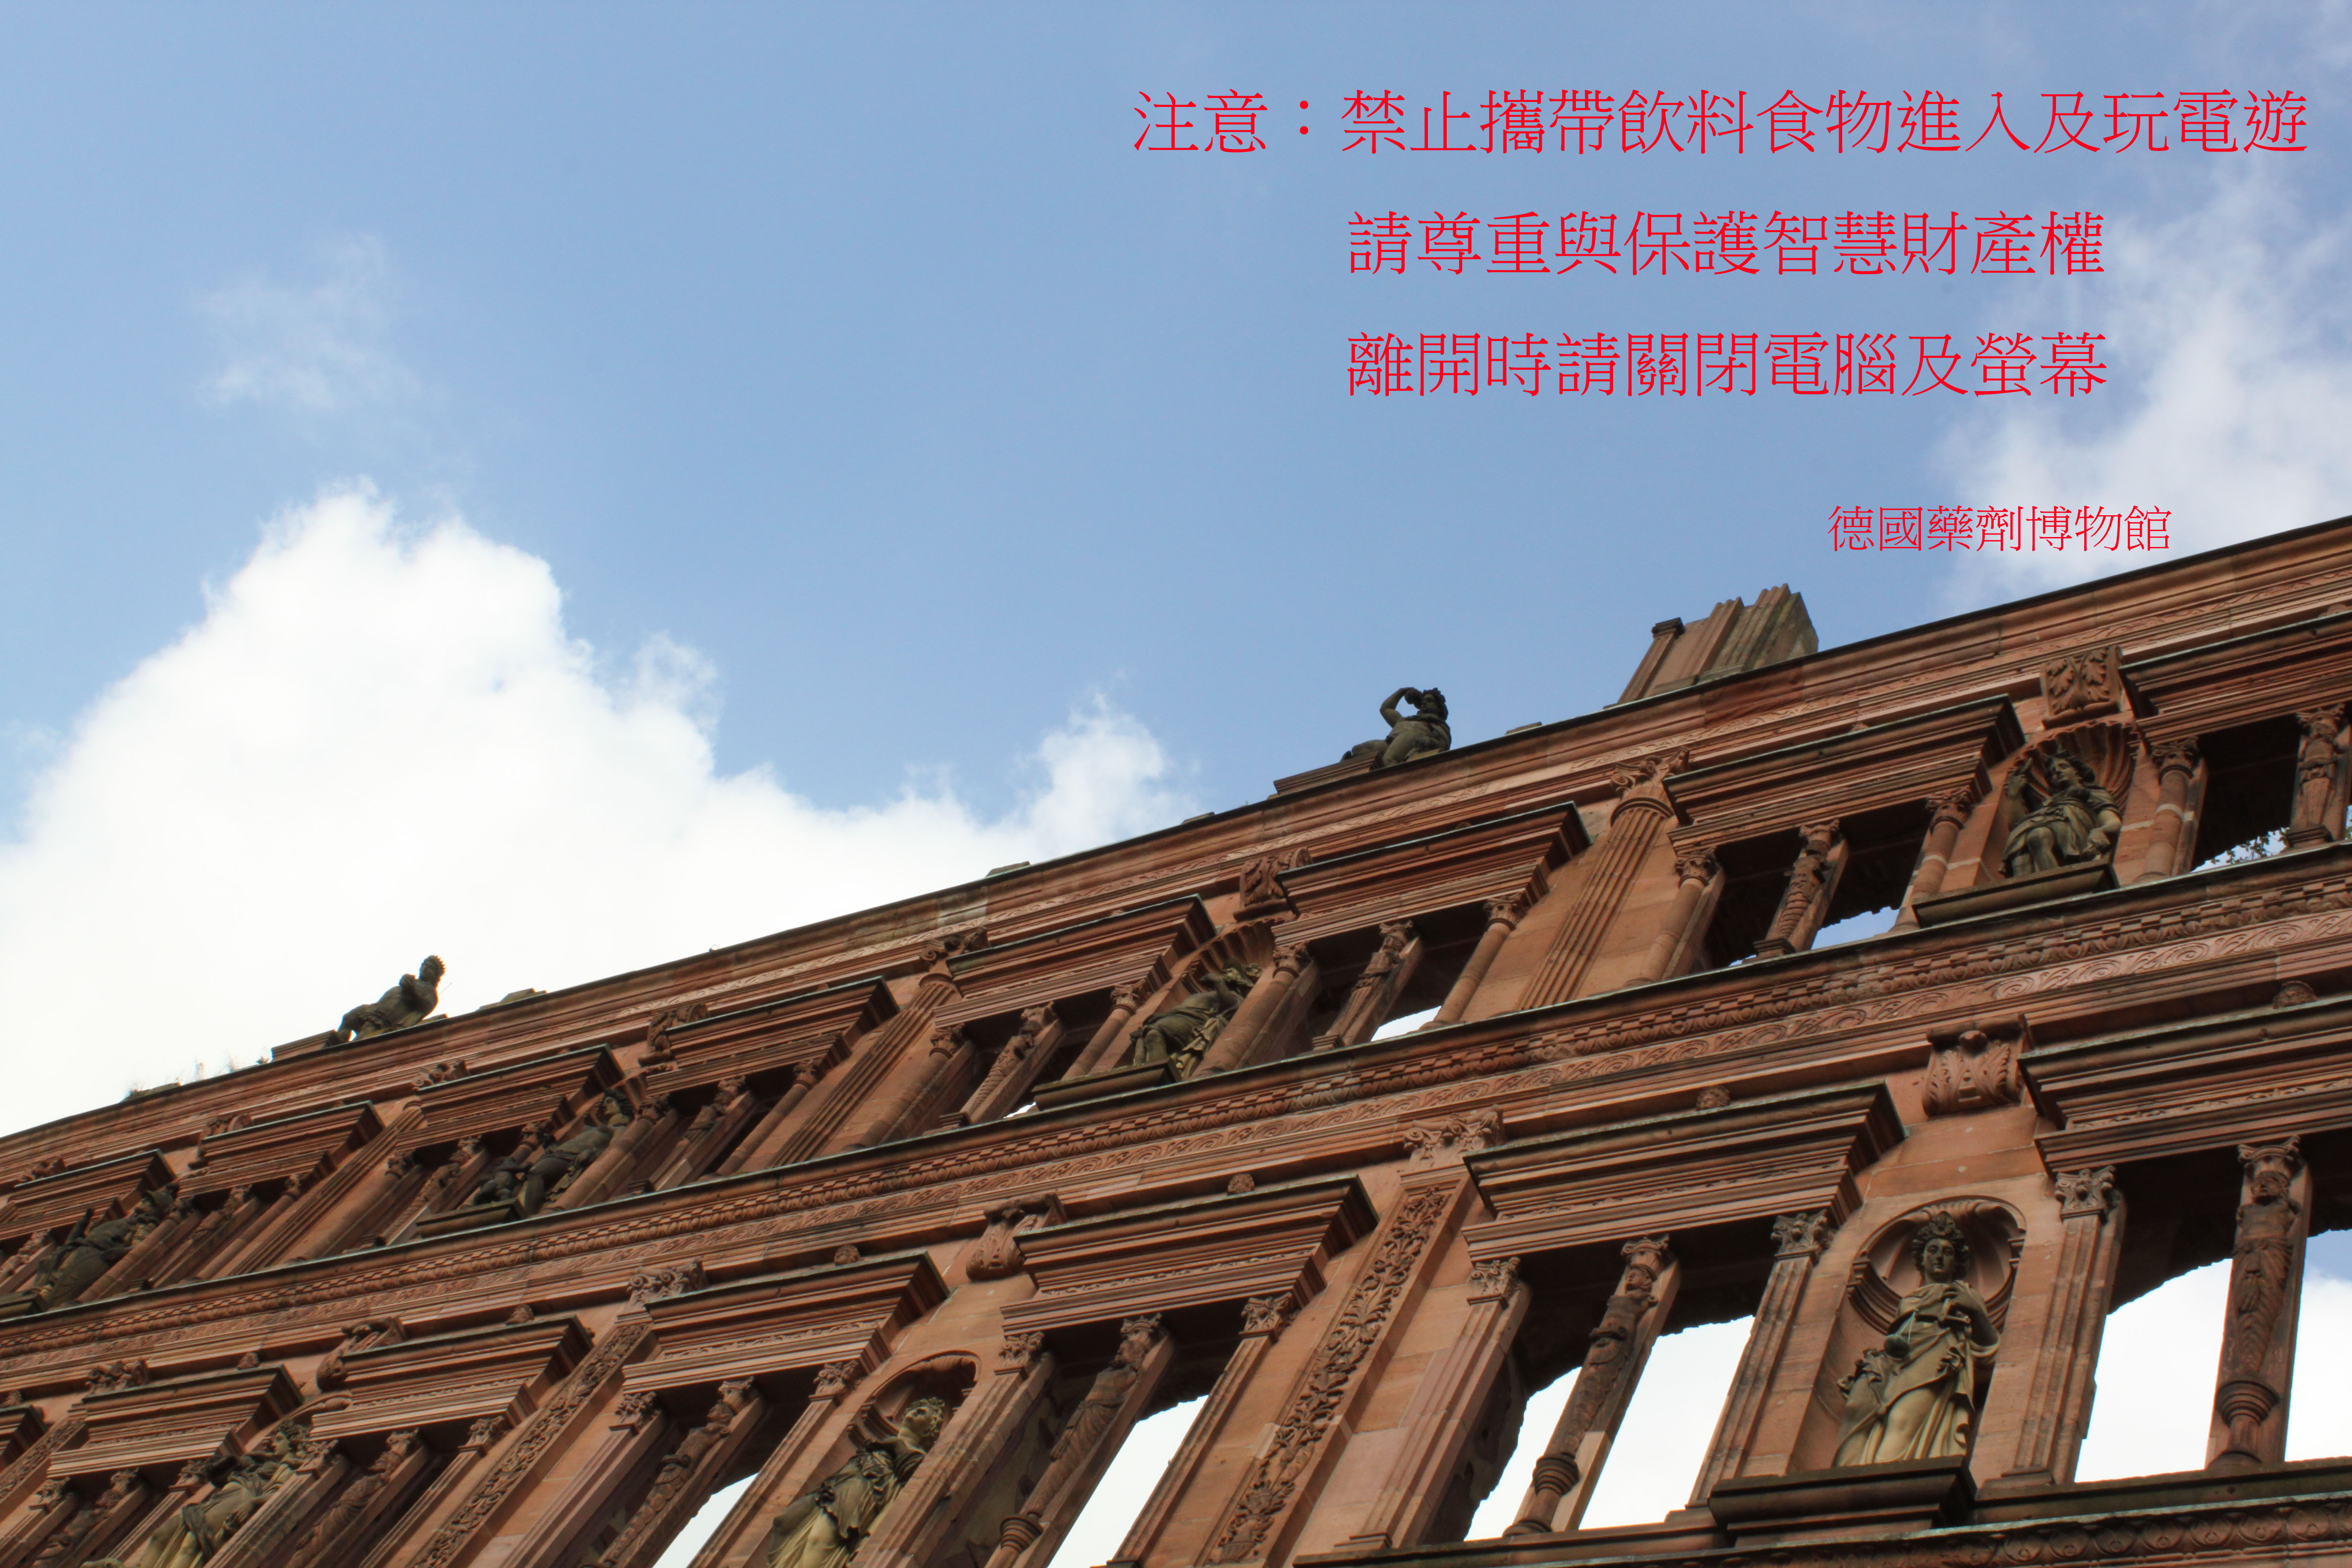 注意：禁止攜帶飲料食物進入及玩電遊
請尊重與保護智慧財產權
離開時請關閉電腦及螢幕
德國藥劑博物館